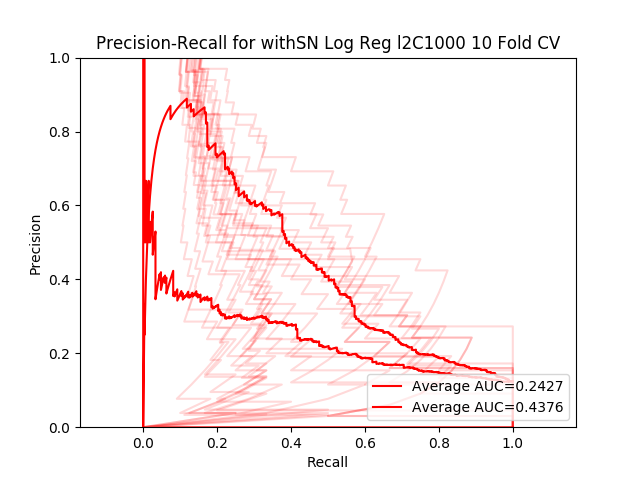 Precision-Recall for withSN Log Reg l2C1000 10 Fold CV
1.0
0.8
0.6
0.4
0.2
0.0
Precision
0.0 0.2 0.4 0.6 0.8 1.0
Recall
Average AUC=0.2427
Average AUC=0.4376